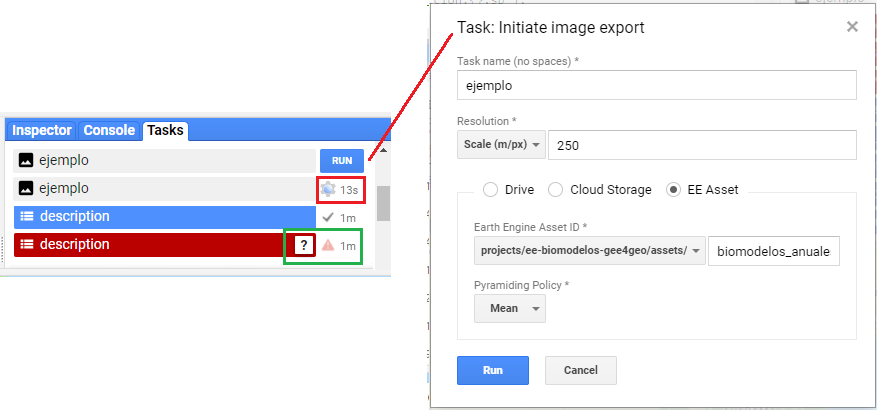 Inspector Console Tasks
ejemplo RUN
ejemplo 13s
description 1m
description ? 1m
Task: Initiate image export
Task name (no spaces) *
ejemplo
Resolution *
Scale (m/px) 250
Drive Cloud Storage EE Asset
Earth Engine Asset ID *
projects/ee-biomodelos-gee4geo/assets/ biomodelos_anuale
Pyramiding Policy *
Mean
Run Cancel